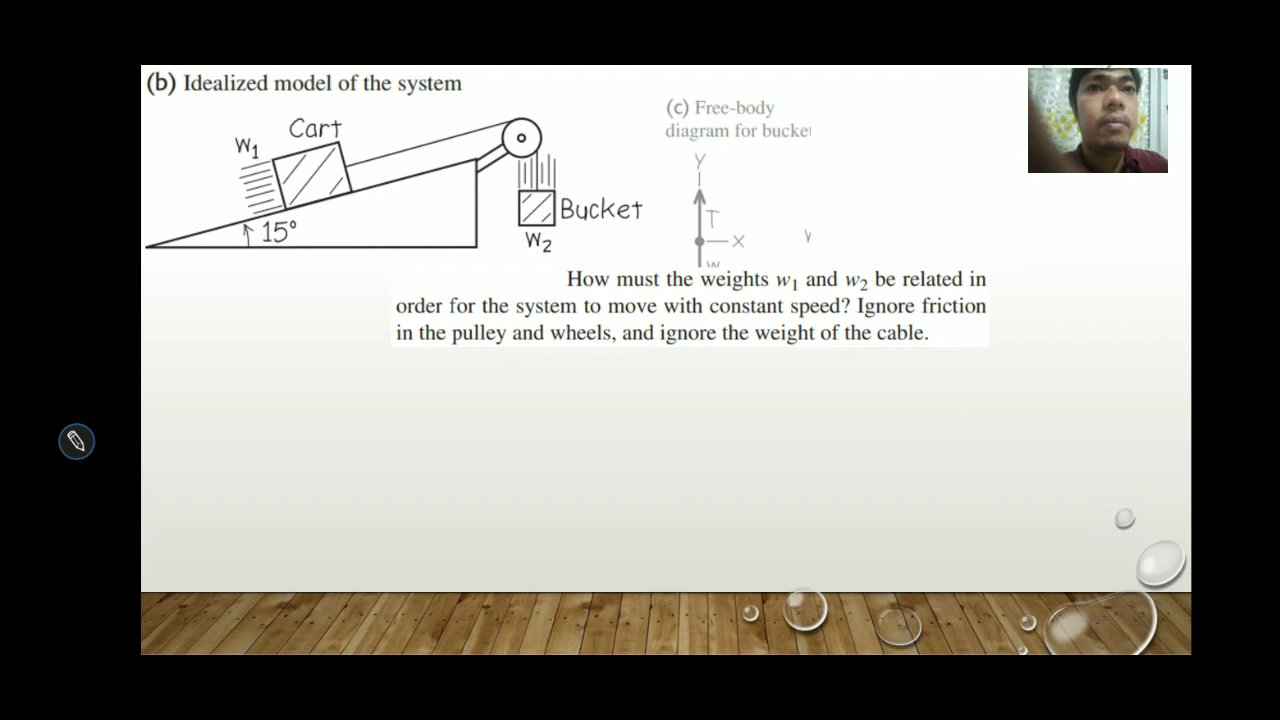 (b) Idealized model of the system
Cart
W1
15°
Bucket
W2
(c) Free-body
diagram for bucket
Y
T
X
W
How must the weights w1 and w2 be related in
order for the system to move with constant speed? Ignore friction
in the pulley and wheels, and ignore the weight of the cable.